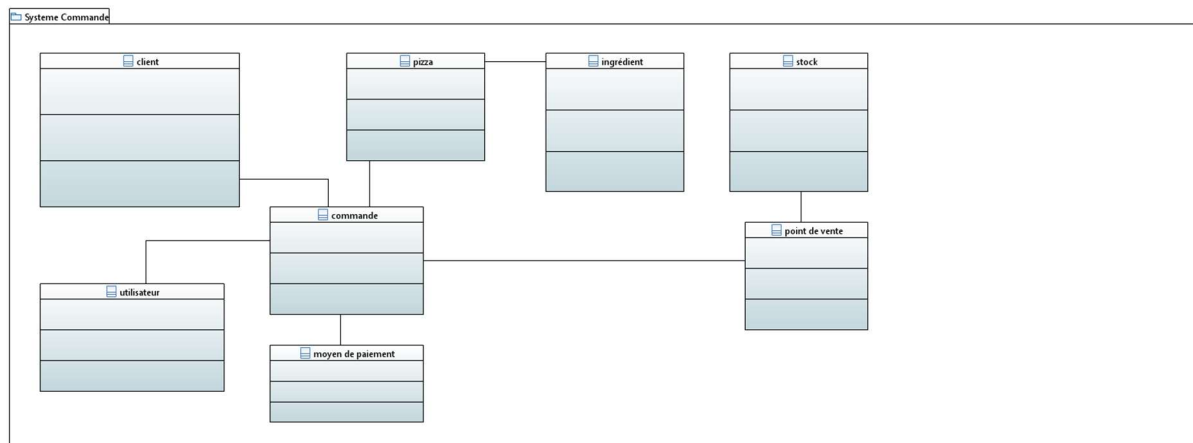 Systeme Commande
client
pizza
ingrédient
stock
commande
point de vente
utilisateur
moyen de paiement